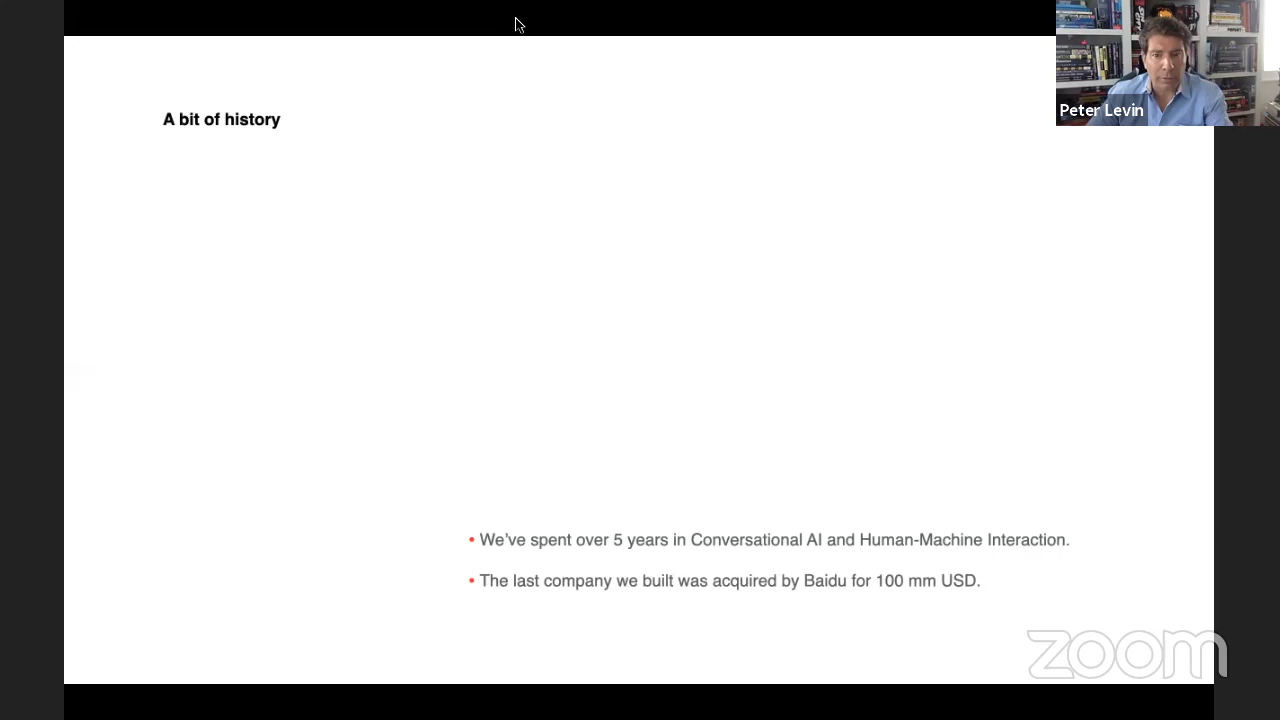 A bit of history
Peter Levin
• We've spent over 5 years in Conversational AI and Human-Machine Interaction.
• The last company we built was acquired by Baidu for 100 mm USD.
zoom